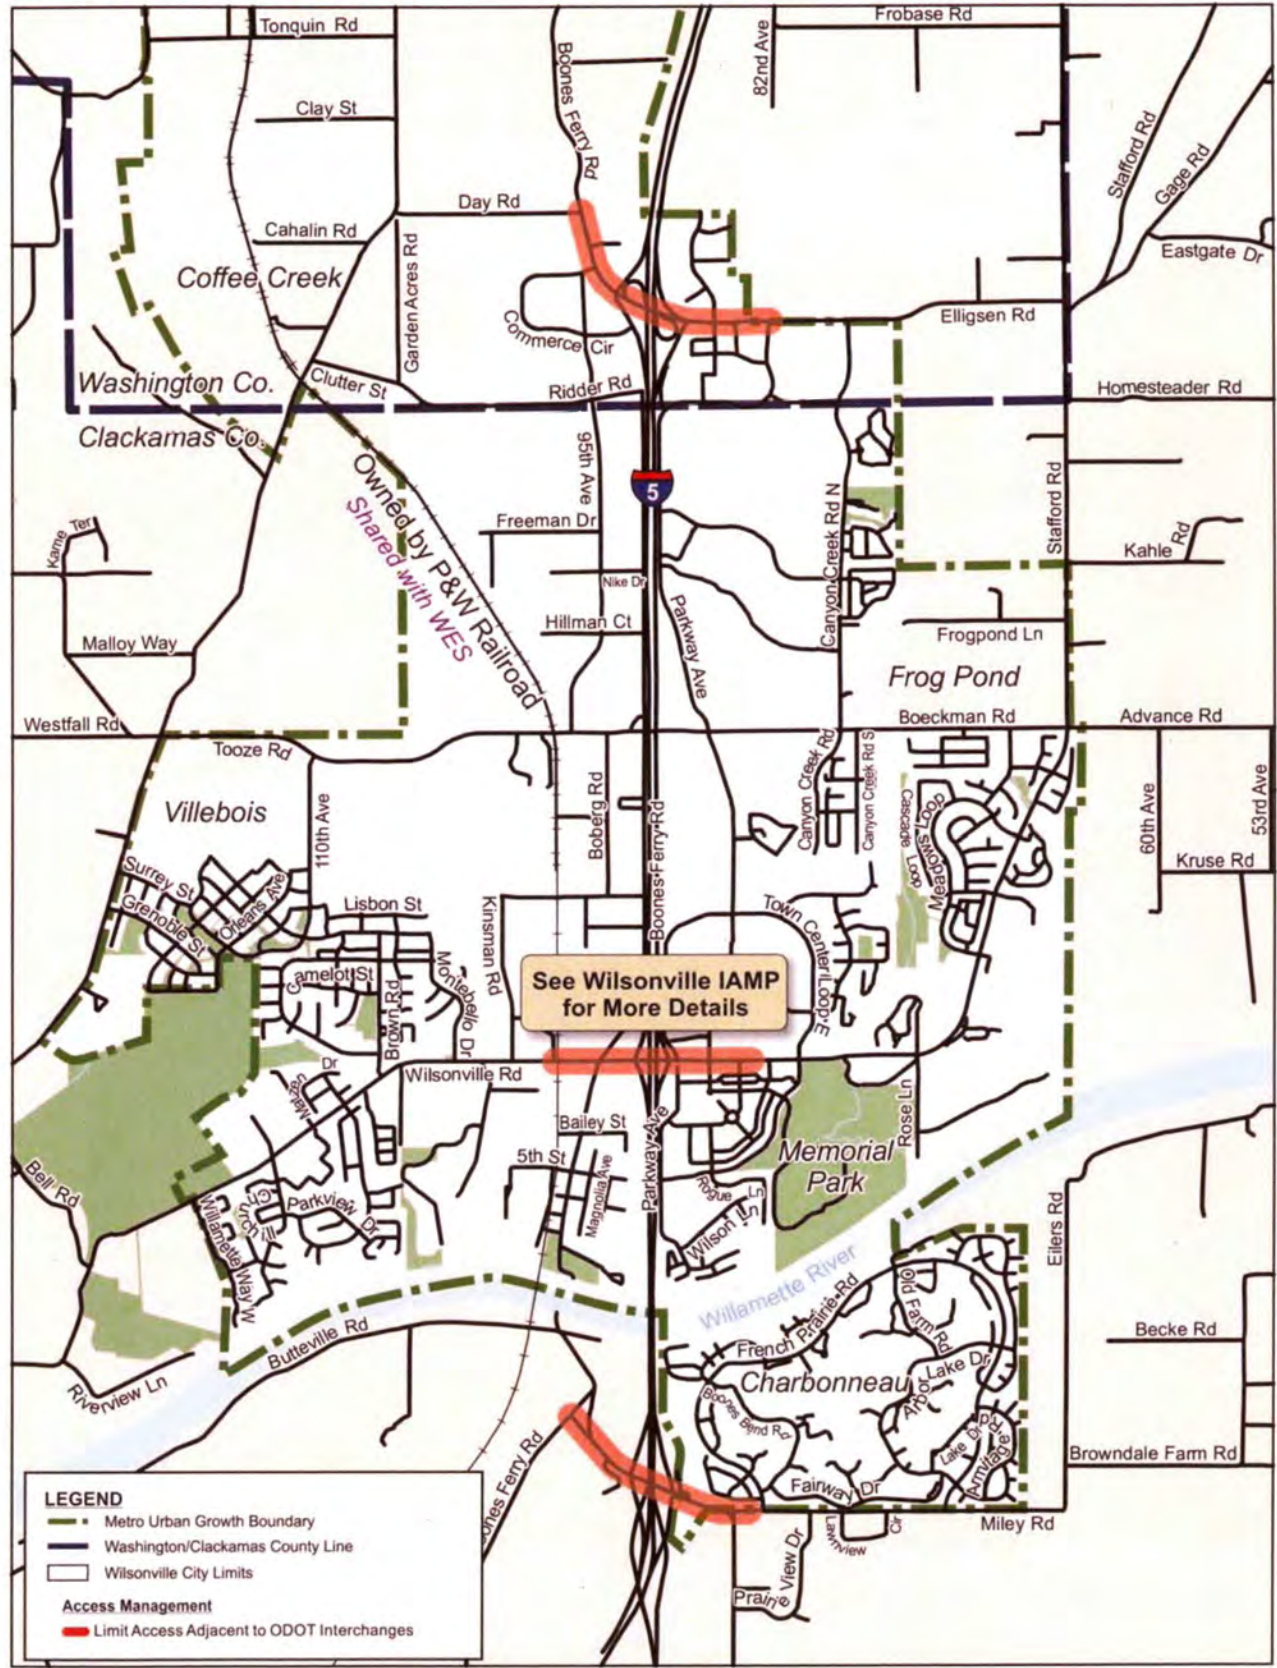 Tonquin Rd
Boones Ferry Rd
82nd Ave
Frobase Rd
Clay St
Stafford Rd
Gage Rd
Day Rd
Cahalin Rd
Eastgate Dr
Coffee Creek
Garden Acres Rd
Commerce Cir
Elligsen Rd
Washington Co.
Clutter St
Ridder Rd
Homesteader Rd
Clackamas Co.
95th Ave
5
Owned by P&W Railroad
Shared with WES
Freeman Dr
Canyon Creek Rd N
Stafford Rd
Kahle Rd
Kame Ter
Nike Dr
Hillman Ct
Parkway Ave
Frogpond Ln
Malloy Way
Frog Pond
Westfall Rd
Tooze Rd
Boeckman Rd
Advance Rd
Canyon Creek Rd
Canyon Creek Rd S
Villebois
110th Ave
Boberg Rd
Boones Ferry Rd
Cascade Loop
Meadows Loop
60th Ave
53rd Ave
Kruse Rd
Surrey St
Grenoble St
Orleans Ave
Lisbon St
Kinsman Rd
Town Center Loop E
Camelot St
Brown Rd
Montebello Dr
See Wilsonville IAMP
for More Details
Wilsonville Rd
Dr
Rose Ln
Bailey St
Parkway Ave
5th St
Magnolia Ave
Memorial
Park
Bell Rd
Willamette Way W
Churchill
Parkview Dr
Rogue Ln
Wilson Ln
Eilers Rd
Willamette River
French Prairie Rd
Old Farm Rd
Butteville Rd
Becke Rd
Riverview Ln
Charbonneau
Lake Dr
Arbor
Boones Bend Rd
Lake Dr
Armitage Rd
ones Ferry Rd
Fairway Dr
Browndale Farm Rd
Lawnview Cir
Miley Rd
Prairie View Dr
LEGEND
Metro Urban Growth Boundary
Washington/Clackamas County Line
Wilsonville City Limits
Access Management
Limit Access Adjacent to ODOT Interchanges